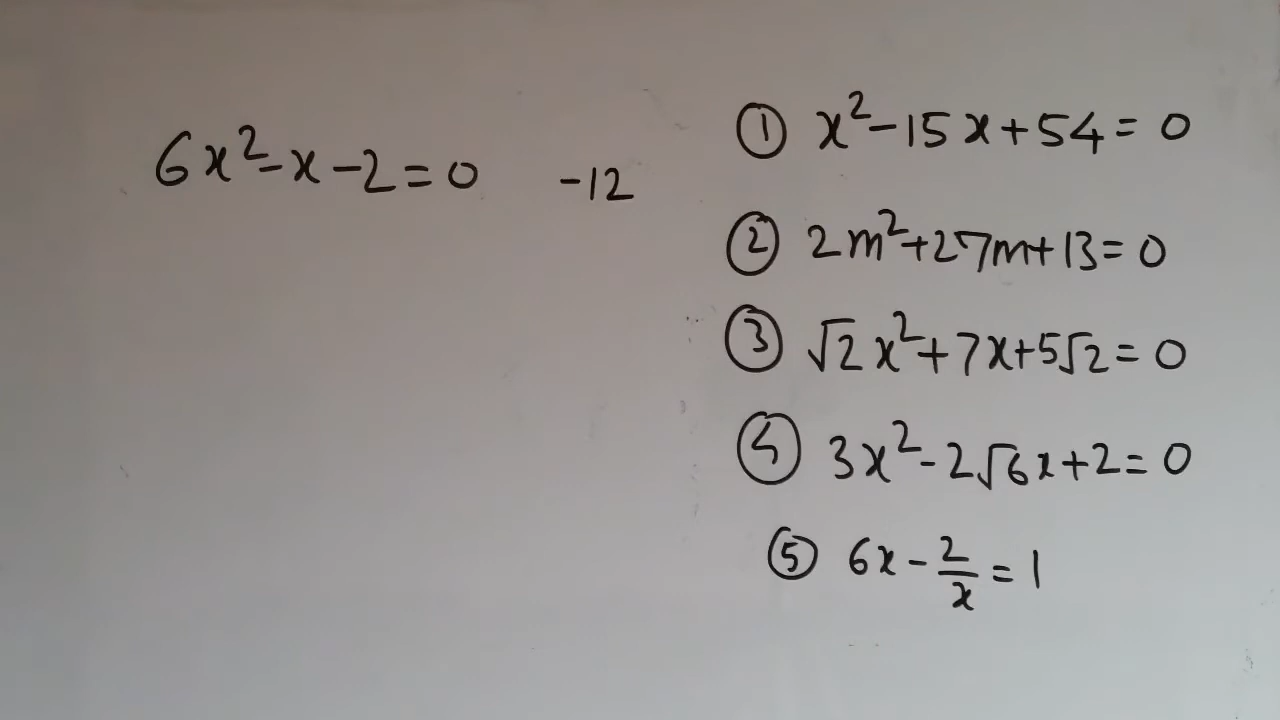 6x²-x-2=0 -12
① x²-15x+54=0
② 2m²+27m+13=0
③ √2x²+7x+5√2=0
④ 3x²-2√6x+2=0
⑤ 6x-2/x=1